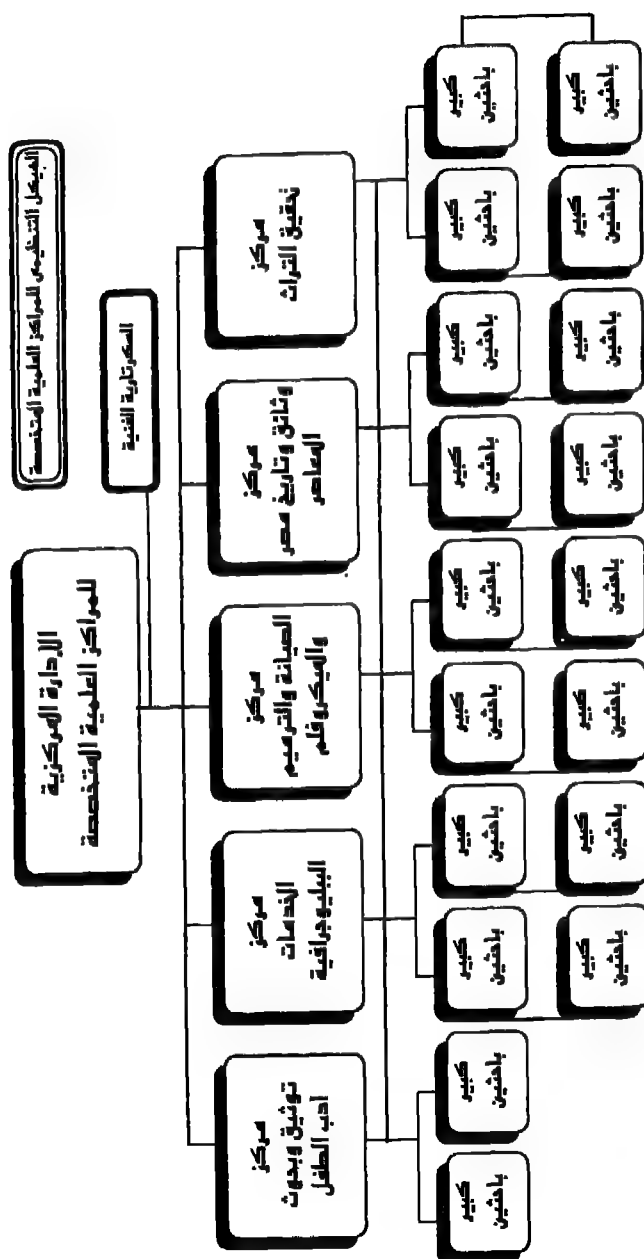 الهيكل التنظيمى للمراكز العلمية المتخصصة
الإدارة المركزية
للمراكز العلمية المتخصصة
السكرتارية الفنية
مركز
تحقيق التراث
مركز
وثائق وتاريخ مصر
المعاصر
مركز
الصيانة والترميم
والميكروفلم
مركز
الخدمات
الببليوجرافية
مركز
توثيق وبحوث
ادب الطفل
كبير
باحثين
كبير
باحثين
كبير
باحثين
كبير
باحثين
كبير
باحثين
كبير
باحثين
كبير
باحثين
كبير
باحثين
كبير
باحثين
كبير
باحثين
كبير
باحثين
كبير
باحثين
كبير
باحثين
كبير
باحثين
كبير
باحثين
كبير
باحثين
كبير
باحثين
كبير
باحثين